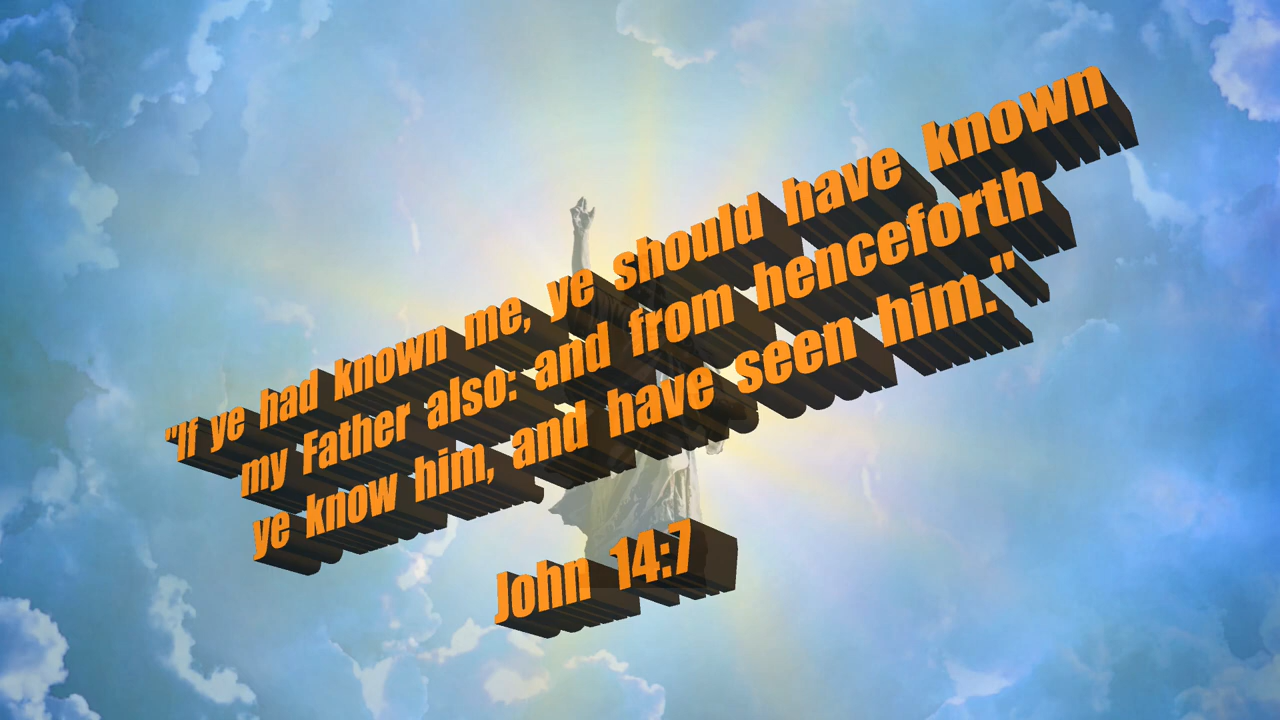 "If ye had known me, ye should have known
my Father also: and from henceforth
ye know him, and have seen him."
John 14:7